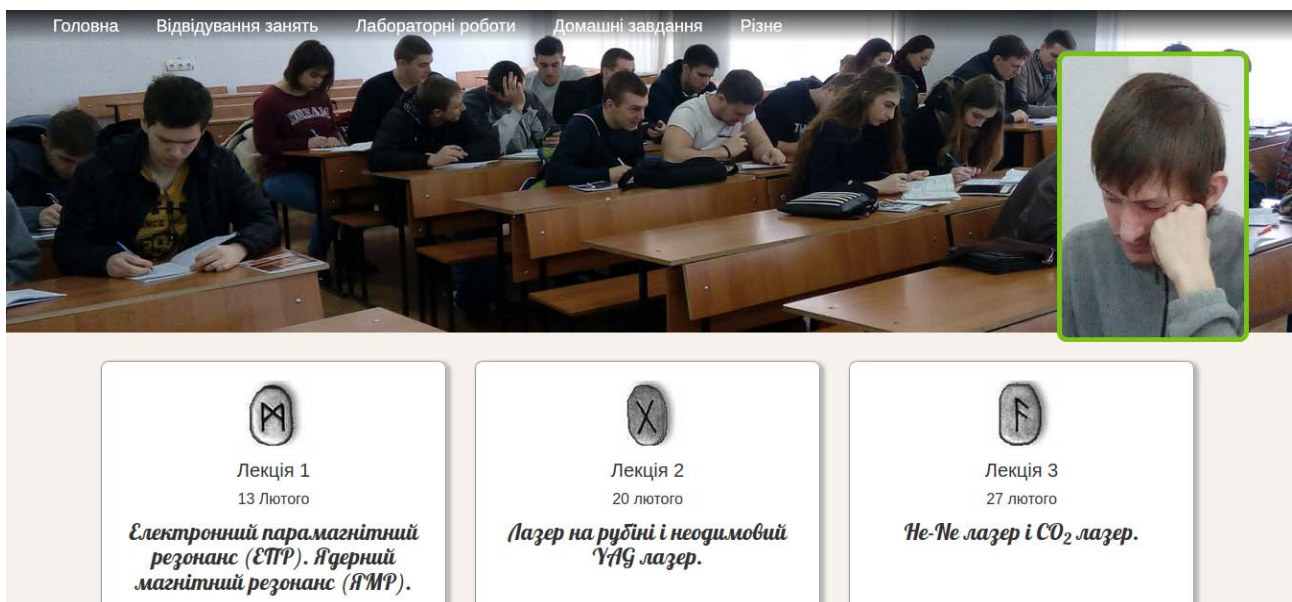 Головна Відвідування занять Лабораторні роботи Домашні завдання Різне
Лекція 1
13 Лютого
Електронний парамагнітний
резонанс (ЕПР). Ядерний
магнітний резонанс (ЯМР).
Лекція 2
20 лютого
Лазер на рубіні і неодимовий
YAG лазер.
Лекція 3
27 лютого
He-Ne лазер і CO₂ лазер.